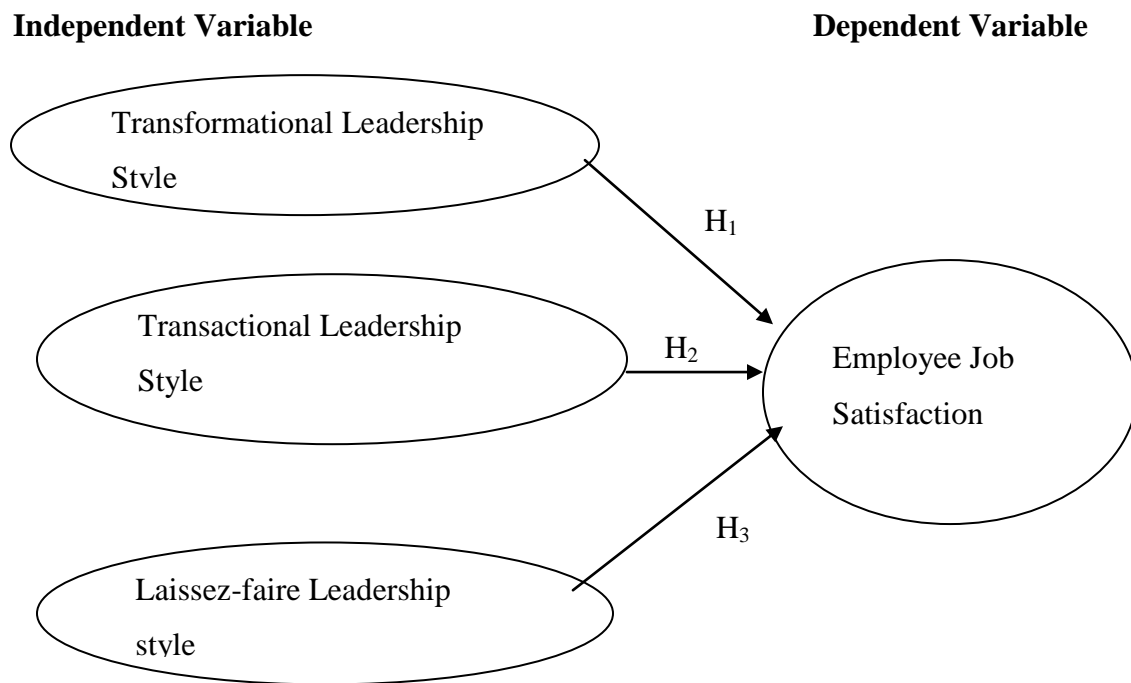 Independent Variable
Dependent Variable
Transformational Leadership
Style
H₁
Transactional Leadership
Style
H₂
Employee Job
Satisfaction
H₃
Laissez-faire Leadership
style